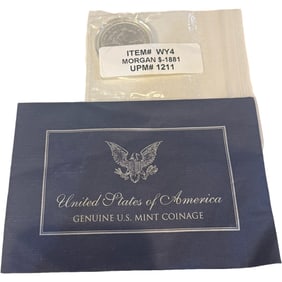 ITEM# WY4
MORGAN $-1881
UPM# 1211
United States of America
GENUINE U.S. MINT COINAGE